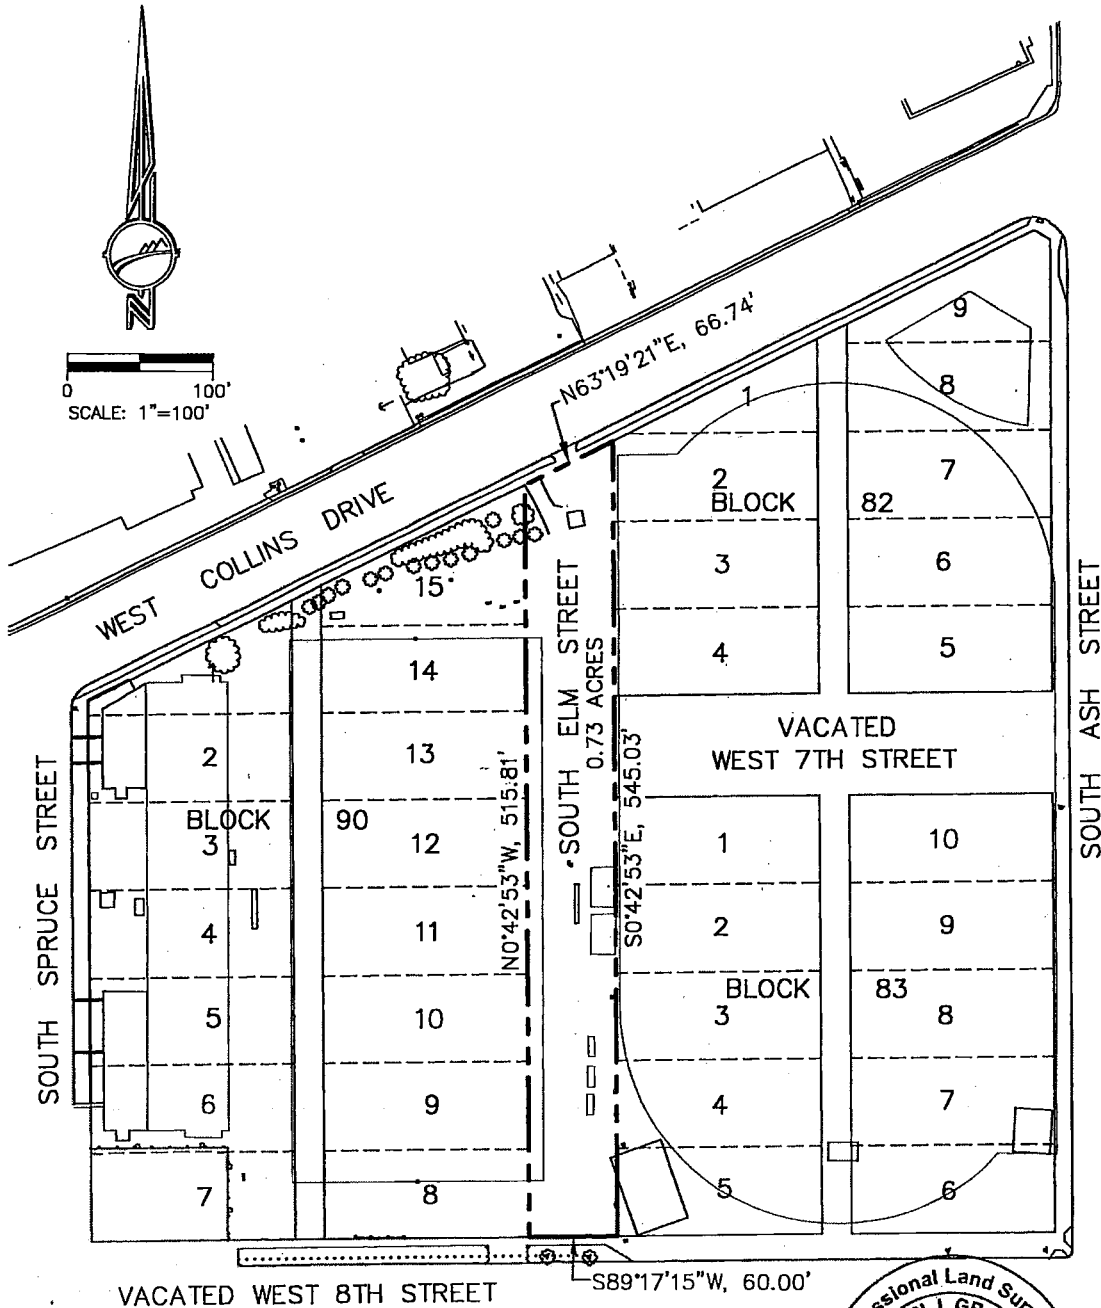 N
0 100'
SCALE: 1"=100'
N63°19'21"E, 66.74'
WEST COLLINS DRIVE
9
8
1
7
2
BLOCK 82
3
6
4
5
15
14
2
13
BLOCK 90
3
12
4
11
5
10
6
9
7
8
SOUTH SPRUCE STREET
N0°42'53"W, 515.81'
SOUTH ELM STREET
0.73 ACRES
S0°42'53"E, 545.03'
VACATED
WEST 7TH STREET
SOUTH ASH STREET
1
10
2
9
BLOCK 83
3
8
4
7
5
6
S89°17'15"W, 60.00'
VACATED WEST 8TH STREET